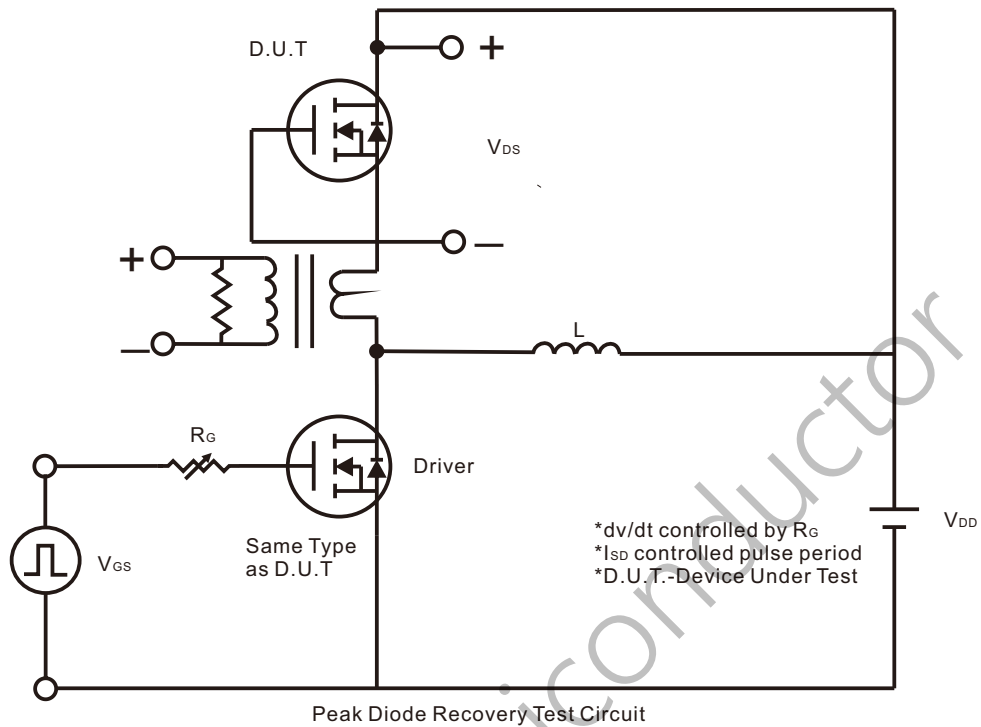 D.U.T
+
VDS
—
+
—
L
RG
Driver
VGS
Same Type
as D.U.T
*dv/dt controlled by RG
*ISD controlled pulse period
*D.U.T.-Device Under Test
VDD
iconductor
Peak Diode Recovery Test Circuit